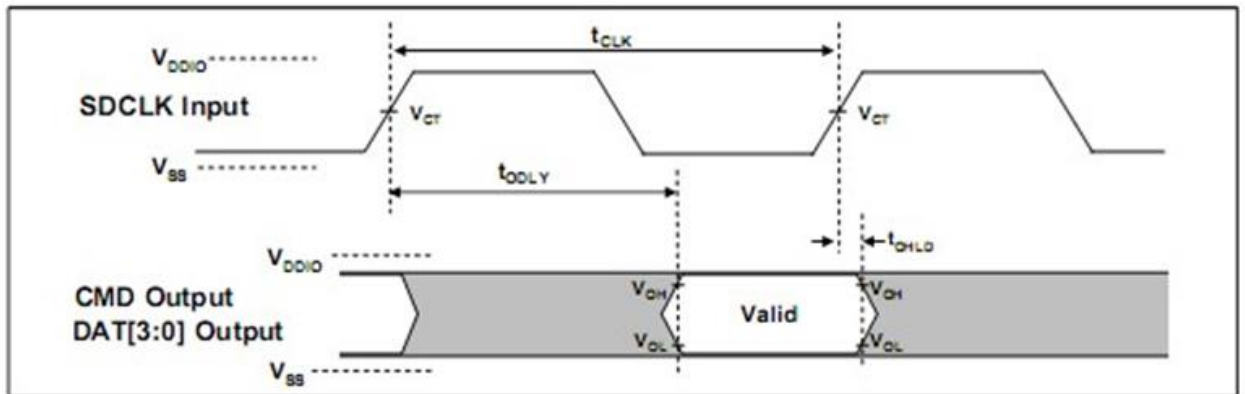 tCLK
VDDIO
SDCLK Input
VCT
VCT
VSS
tODLY
tOHLD
VDDIO
CMD Output
DAT[3:0] Output
VOH
VOH
Valid
VOL
VOL
VSS